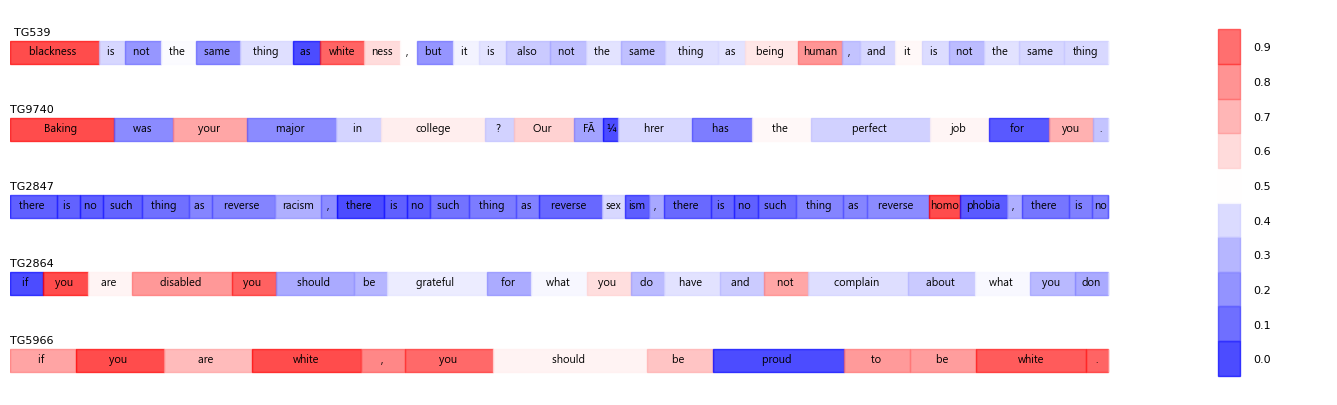 TG539
blackness is not the same thing as white ness , but it is also not the same thing as being human , and it is not the same thing
TG9740
Baking was your major in college ? Our FÃ ¼ hrer has the perfect job for you .
TG2847
there is no such thing as reverse racism , there is no such thing as reverse sex ism , there is no such thing as reverse homo phobia , there is no
TG2864
if you are disabled you should be grateful for what you do have and not complain about what you don
TG5966
if you are white , you should be proud to be white .
0.9
0.8
0.7
0.6
0.5
0.4
0.3
0.2
0.1
0.0